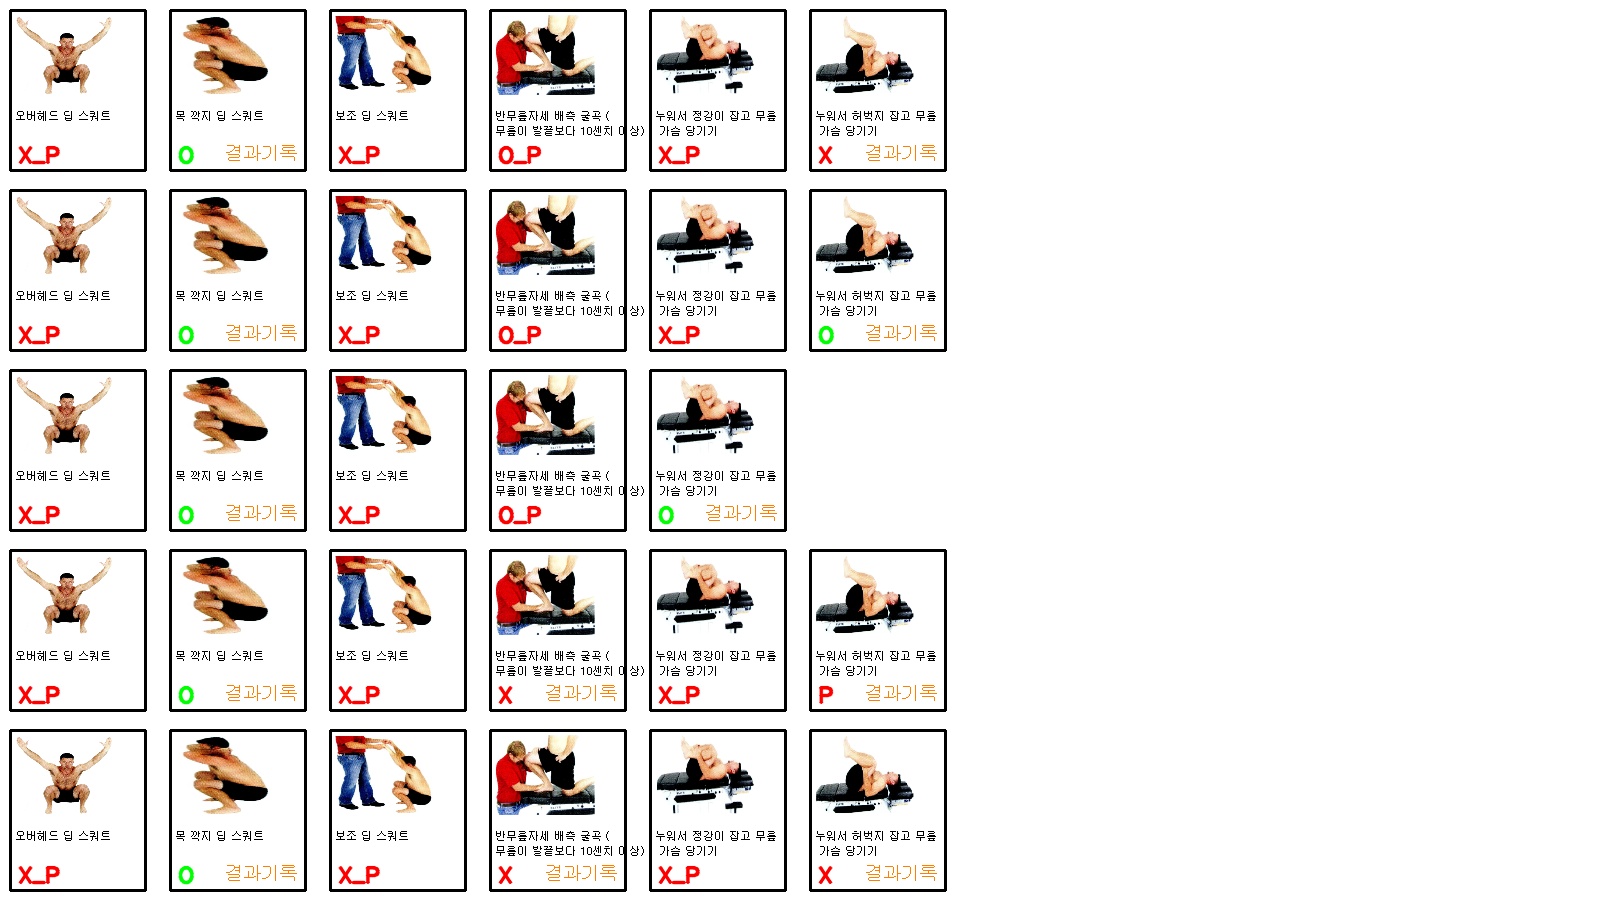 오버헤드 딥 스쿼트
X_P
목 깍지 딥 스쿼트
O 결과기록
보조 딥 스쿼트
X_P
반무릎자세 배측 굴곡 (
무릎이 발끝보다 10센치 이상)
O_P
누워서 정강이 잡고 무릎
가슴 당기기
X_P
누워서 허벅지 잡고 무릎
가슴 당기기
X 결과기록
오버헤드 딥 스쿼트
X_P
목 깍지 딥 스쿼트
O 결과기록
보조 딥 스쿼트
X_P
반무릎자세 배측 굴곡 (
무릎이 발끝보다 10센치 이상)
O_P
누워서 정강이 잡고 무릎
가슴 당기기
X_P
누워서 허벅지 잡고 무릎
가슴 당기기
O 결과기록
오버헤드 딥 스쿼트
X_P
목 깍지 딥 스쿼트
O 결과기록
보조 딥 스쿼트
X_P
반무릎자세 배측 굴곡 (
무릎이 발끝보다 10센치 이상)
O_P
누워서 정강이 잡고 무릎
가슴 당기기
O 결과기록
오버헤드 딥 스쿼트
X_P
목 깍지 딥 스쿼트
O 결과기록
보조 딥 스쿼트
X_P
반무릎자세 배측 굴곡 (
무릎이 발끝보다 10센치 이상)
X 결과기록
누워서 정강이 잡고 무릎
가슴 당기기
X_P
누워서 허벅지 잡고 무릎
가슴 당기기
P 결과기록
오버헤드 딥 스쿼트
X_P
목 깍지 딥 스쿼트
O 결과기록
보조 딥 스쿼트
X_P
반무릎자세 배측 굴곡 (
무릎이 발끝보다 10센치 이상)
X 결과기록
누워서 정강이 잡고 무릎
가슴 당기기
X_P
누워서 허벅지 잡고 무릎
가슴 당기기
X 결과기록